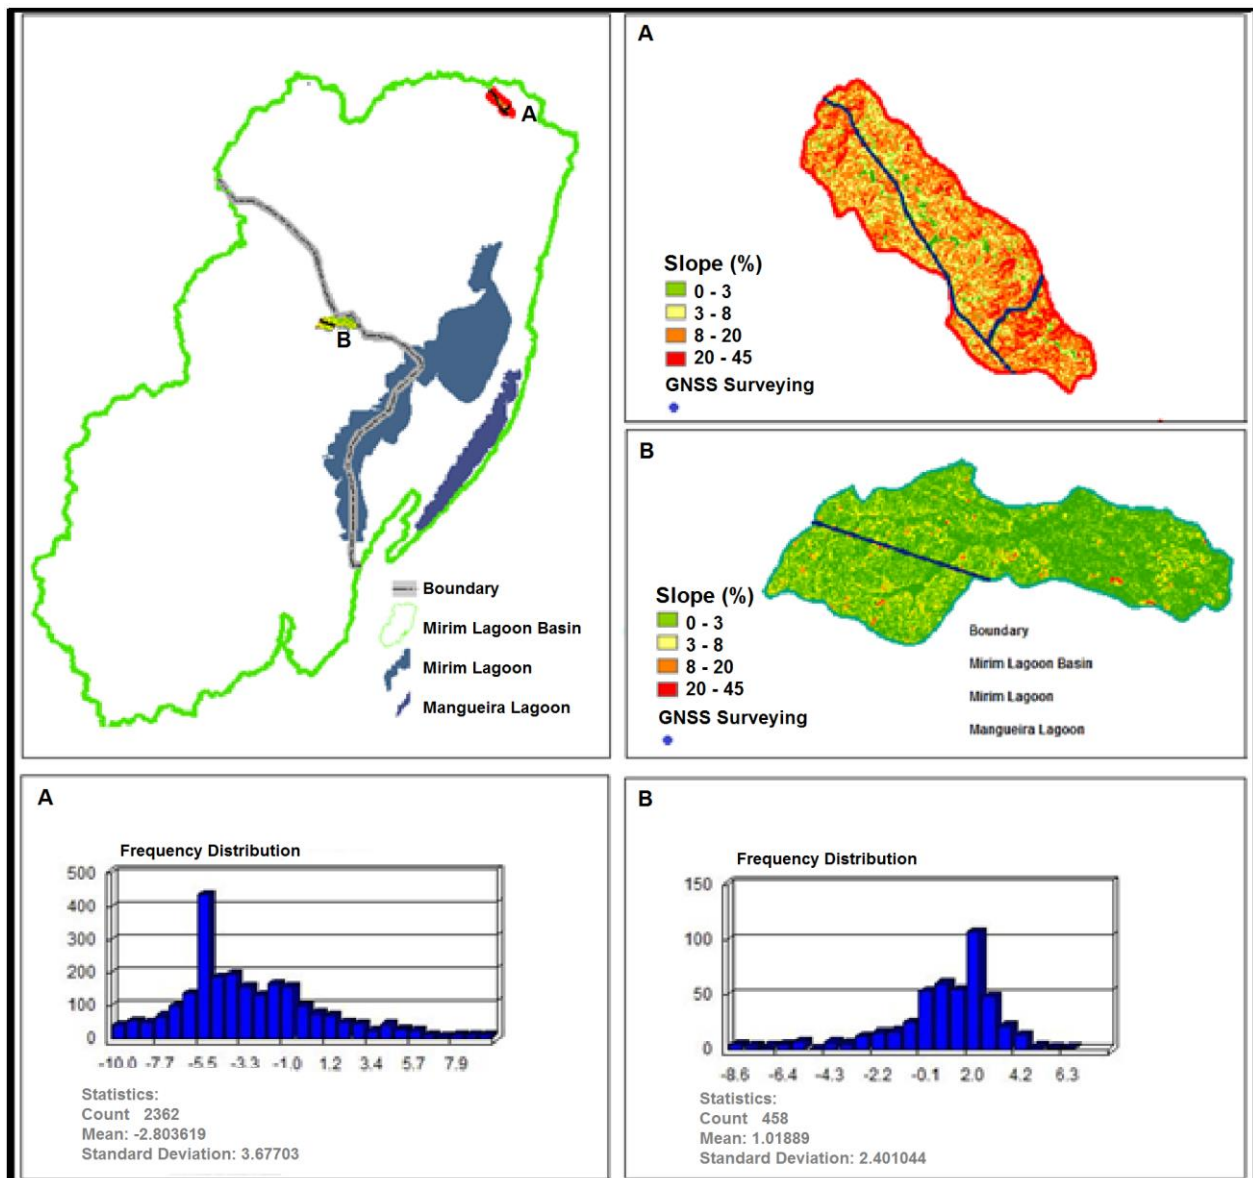 A
B
Boundary
Mirim Lagoon Basin
Mirim Lagoon
Mangueira Lagoon
A
Slope (%)
0 - 3
3 - 8
8 - 20
20 - 45
GNSS Surveying
B
Slope (%)
0 - 3
3 - 8
8 - 20
20 - 45
GNSS Surveying
Boundary
Mirim Lagoon Basin
Mirim Lagoon
Mangueira Lagoon
A
Frequency Distribution
500
400
300
200
100
0
-10.0 -7.7 -5.5 -3.3 -1.0 1.2 3.4 5.7 7.9
Statistics:
Count 2362
Mean: -2.803619
Standard Deviation: 3.67703
B
Frequency Distribution
150
100
50
0
-8.6 -6.4 -4.3 -2.2 -0.1 2.0 4.2 6.3
Statistics:
Count 458
Mean: 1.01889
Standard Deviation: 2.401044